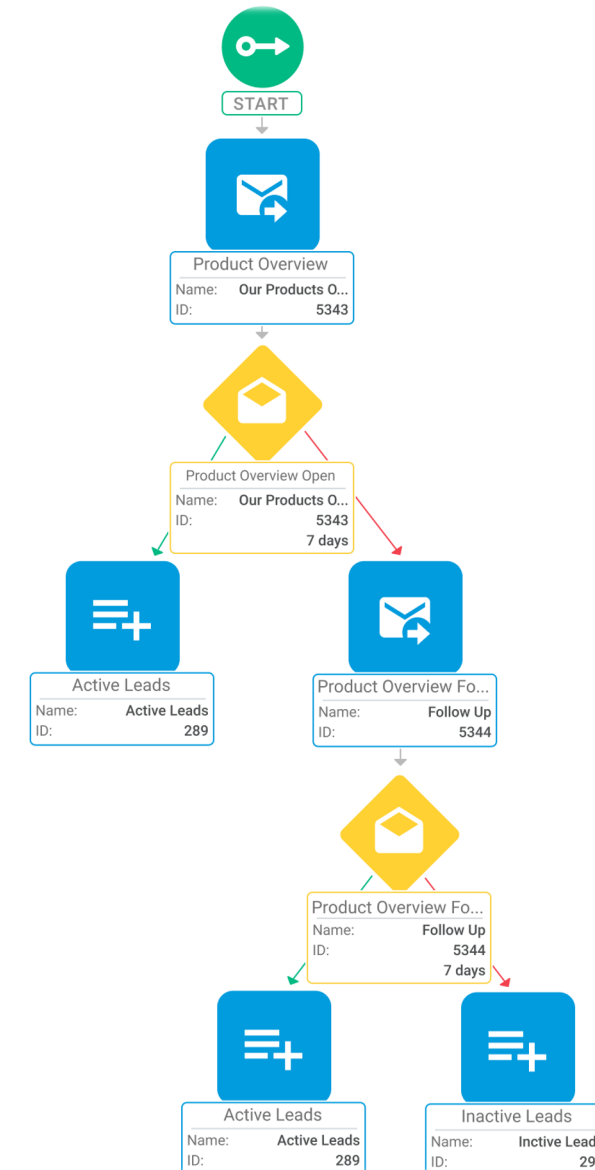 START
Product Overview
Name: Our Products O...
ID: 5343
Product Overview Open
Name: Our Products O...
ID: 5343
7 days
Active Leads
Name: Active Leads
ID: 289
Product Overview Fo...
Name: Follow Up
ID: 5344
Product Overview Fo...
Name: Follow Up
ID: 5344
7 days
Active Leads
Name: Active Leads
ID: 289
Inactive Leads
Name: Inctive Lead
ID: 29